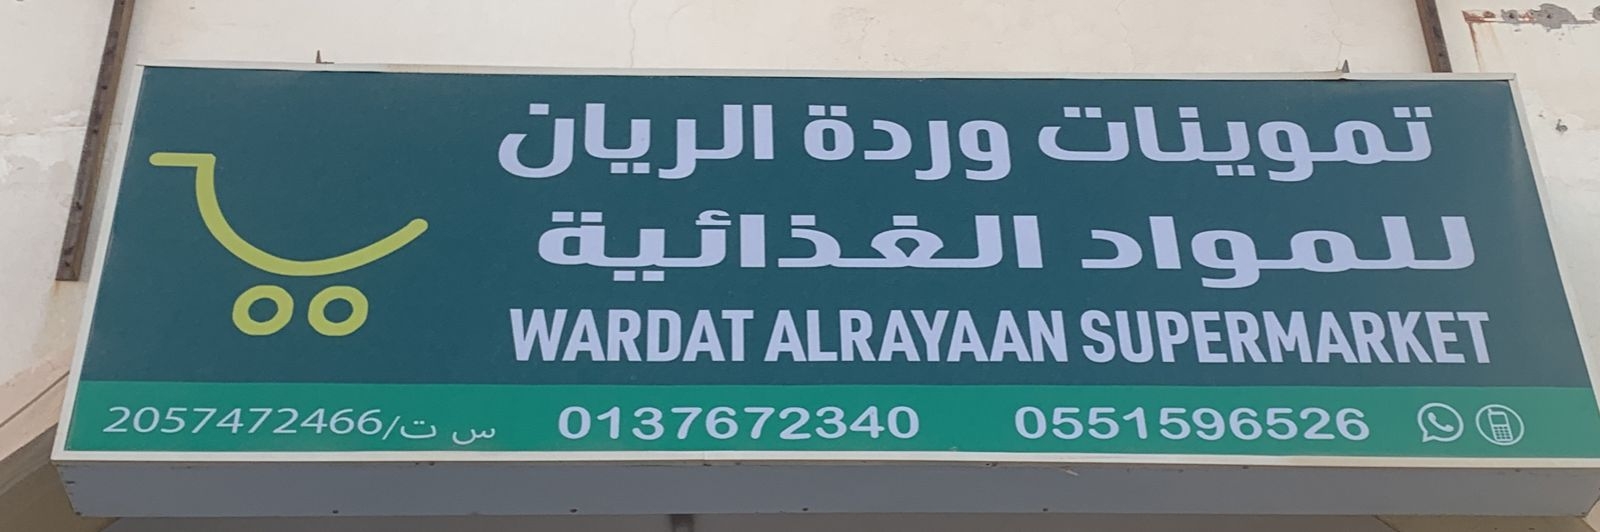 تموينات وردة الريان
للمواد الغذائية
WARDAT ALRAYAAN SUPERMARKET
س ت/2057472466 0137672340 0551596526